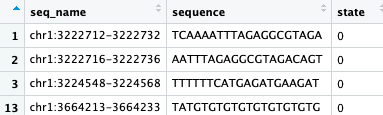 seq_name sequence state
1 chr1:3222712-3222732 TCAAAATTTAGAGGCGTAGA 0
2 chr1:3222716-3222736 AATTTAGAGGCGTAGACAGT 0
3 chr1:3224548-3224568 TTTTTTCATGAGATGAAGAT 0
13 chr1:3664213-3664233 TATGTGTGTGTGTGTGTGTG 0